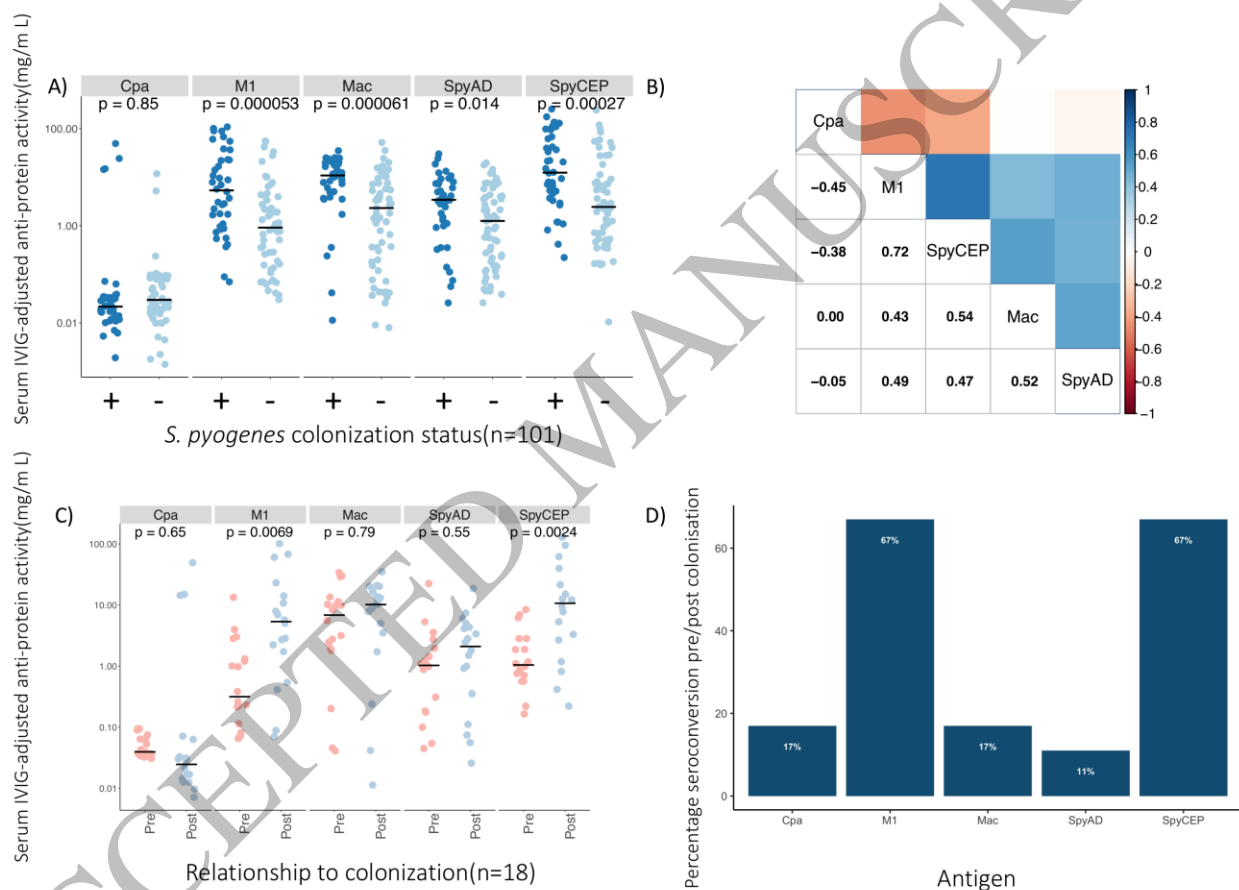 A)
Serum IVIG-adjusted anti-protein activity(mg/m L)
Cpa M1 Mac SpyAD SpyCEP
p = 0.85 p = 0.000053 p = 0.000061 p = 0.014 p = 0.00027
100.00
1.00
0.01
+ - + - + - + - + -
S. pyogenes colonization status(n=101)
B)
Cpa
−0.45 M1
−0.38 0.72 SpyCEP
0.00 0.43 0.54 Mac
−0.05 0.49 0.47 0.52 SpyAD
1
0.8
0.6
0.4
0.2
0
−0.2
−0.4
−0.6
−0.8
−1
C)
Serum IVIG-adjusted anti-protein activity(mg/m L)
Cpa M1 Mac SpyAD SpyCEP
p = 0.65 p = 0.0069 p = 0.79 p = 0.55 p = 0.0024
100.00
10.00
1.00
0.10
0.01
Pre Post Pre Post Pre Post Pre Post Pre Post
Relationship to colonization(n=18)
D)
Percentage seroconversion pre/post colonisation
60
40
20
0
17% 67% 17% 11% 67%
Cpa M1 Mac SpyAD SpyCEP
Antigen
CCEPTED MANUSCR